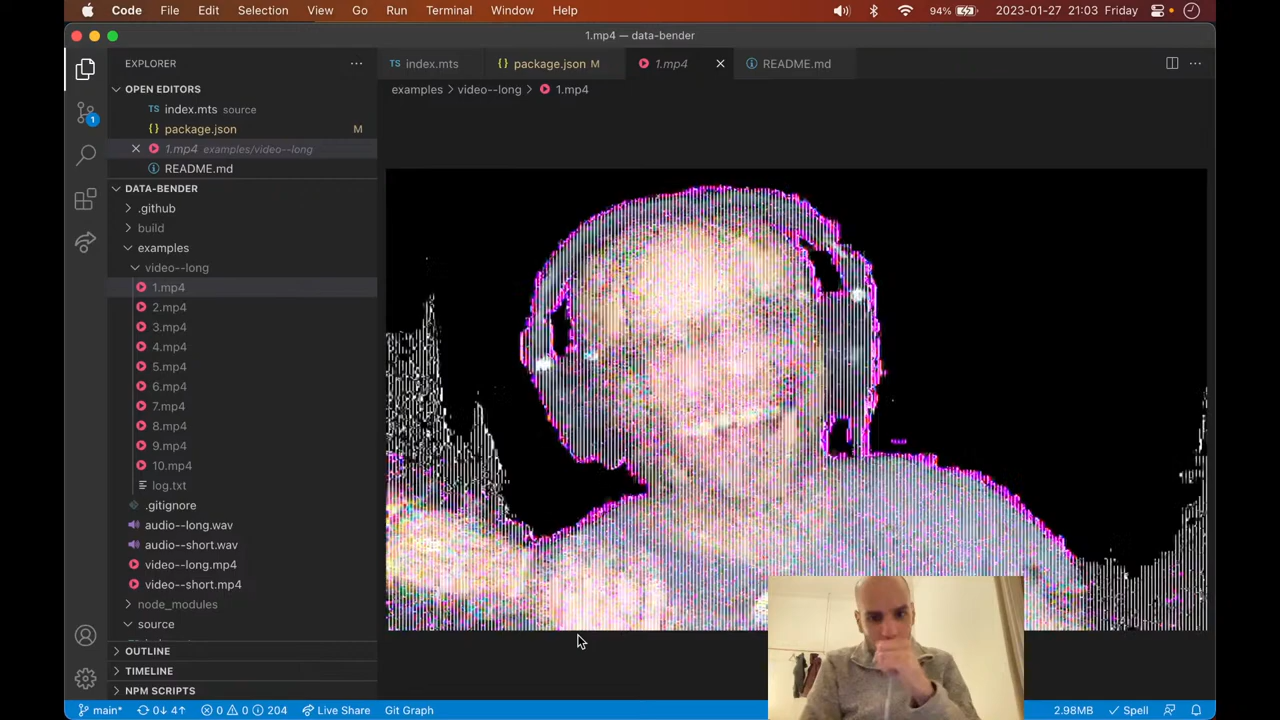 Code File Edit Selection View Go Run Terminal Window Help 94% 2023-01-27 21:03 Friday
1.mp4 — data-bender
EXPLORER
TS index.mts
{} package.json M
1.mp4
README.md
examples > video--long > 1.mp4
OPEN EDITORS
TS index.mts source
{} package.json M
1.mp4 examples/video--long
README.md
DATA-BENDER
.github
build
examples
video--long
1.mp4
2.mp4
3.mp4
4.mp4
5.mp4
6.mp4
7.mp4
8.mp4
9.mp4
10.mp4
log.txt
.gitignore
audio--long.wav
audio--short.wav
video--long.mp4
video--short.mp4
node_modules
source
OUTLINE
TIMELINE
NPM SCRIPTS
1
main* 0↓ 4↑ 0 0 204 Live Share Git Graph 2.98MB Spell